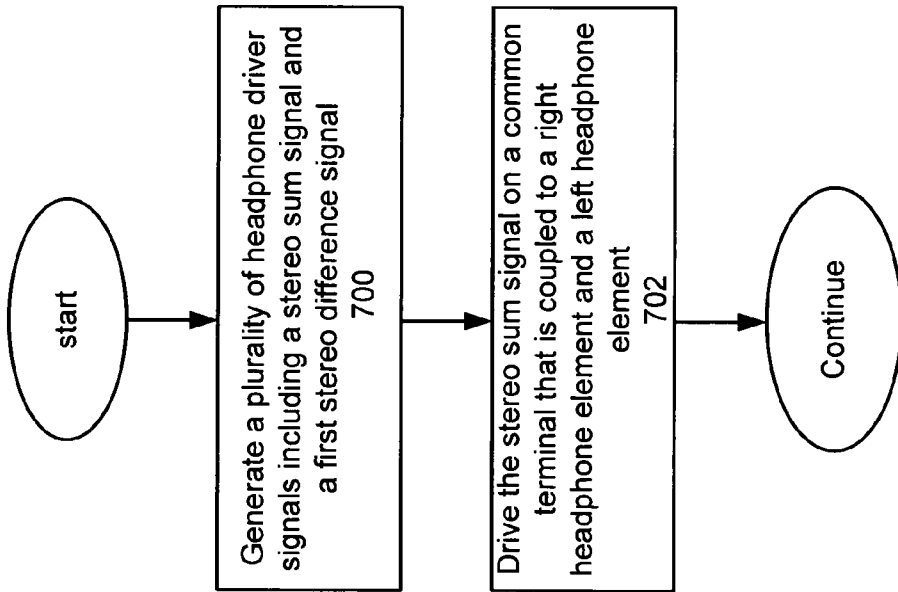 start
Generate a plurality of headphone driver
signals including a stereo sum signal and
a first stereo difference signal
700
Drive the stereo sum signal on a common
terminal that is coupled to a right
headphone element and a left headphone
element
702
Continue